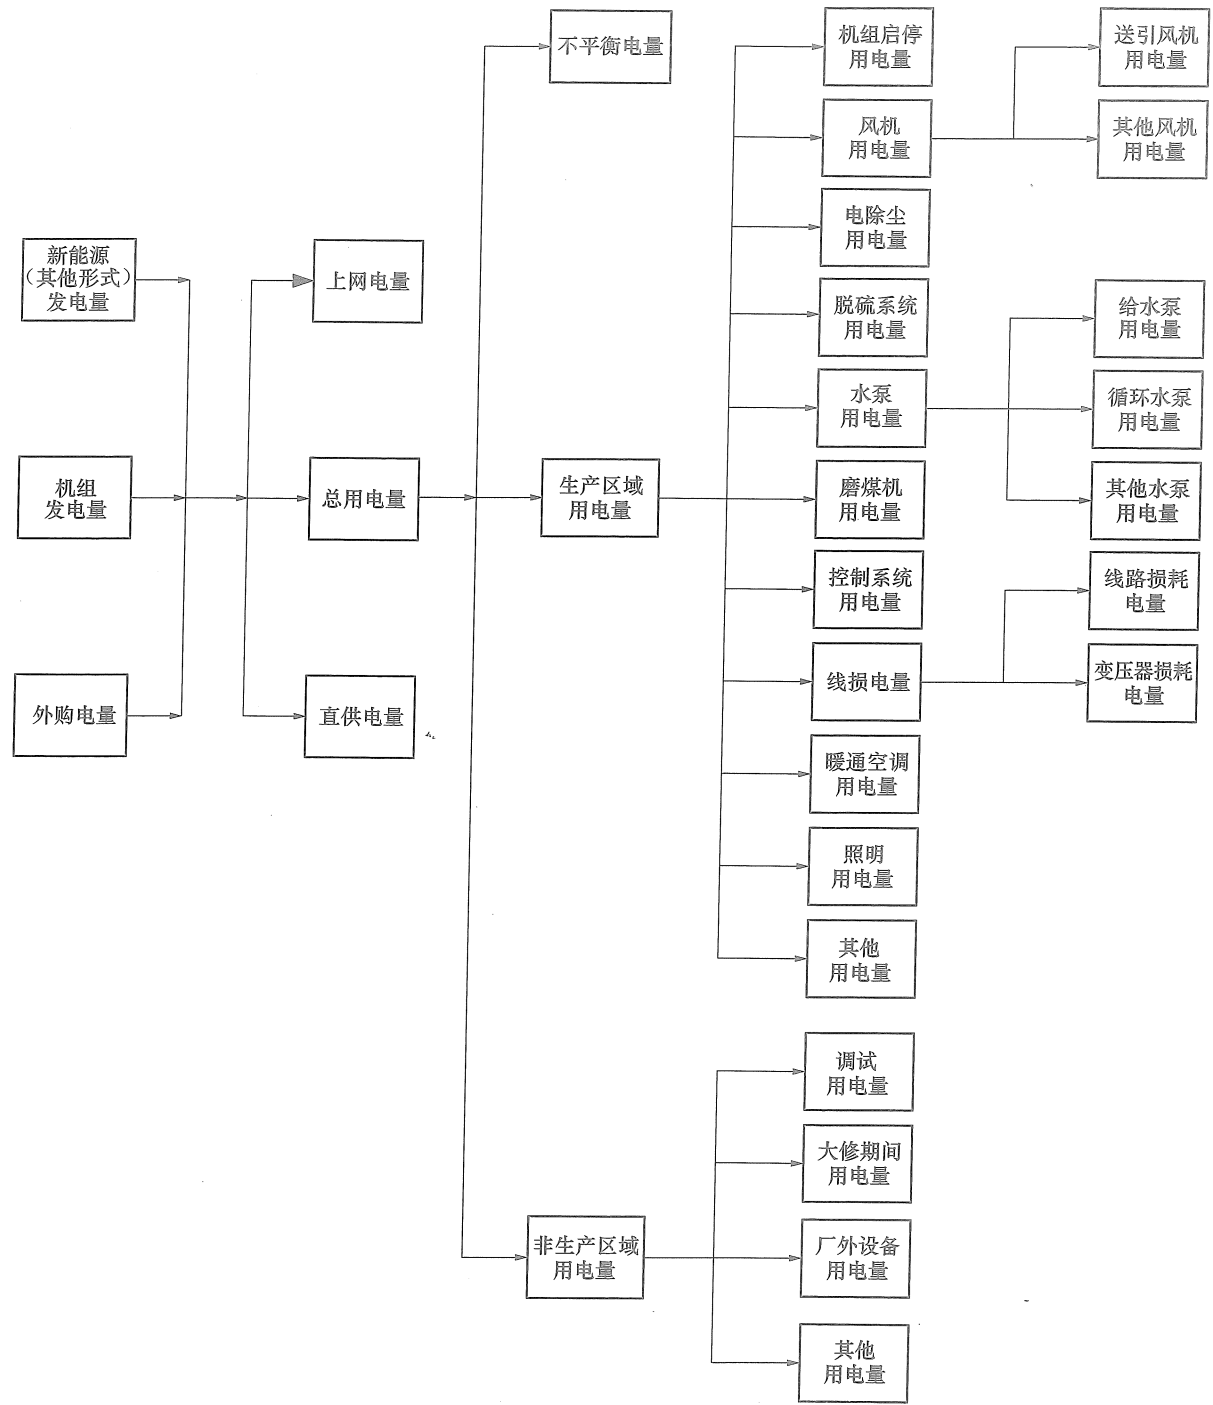 新能源
（其他形式）
发电量
机组
发电量
外购电量
上网电量
总用电量
直供电量
不平衡电量
生产区域
用电量
非生产区域
用电量
机组启停
用电量
风机
用电量
电除尘
用电量
脱硫系统
用电量
水泵
用电量
磨煤机
用电量
控制系统
用电量
线损电量
暖通空调
用电量
照明
用电量
其他
用电量
调试
用电量
大修期间
用电量
厂外设备
用电量
其他
用电量
送引风机
用电量
其他风机
用电量
给水泵
用电量
循环水泵
用电量
其他水泵
用电量
线路损耗
电量
变压器损耗
电量